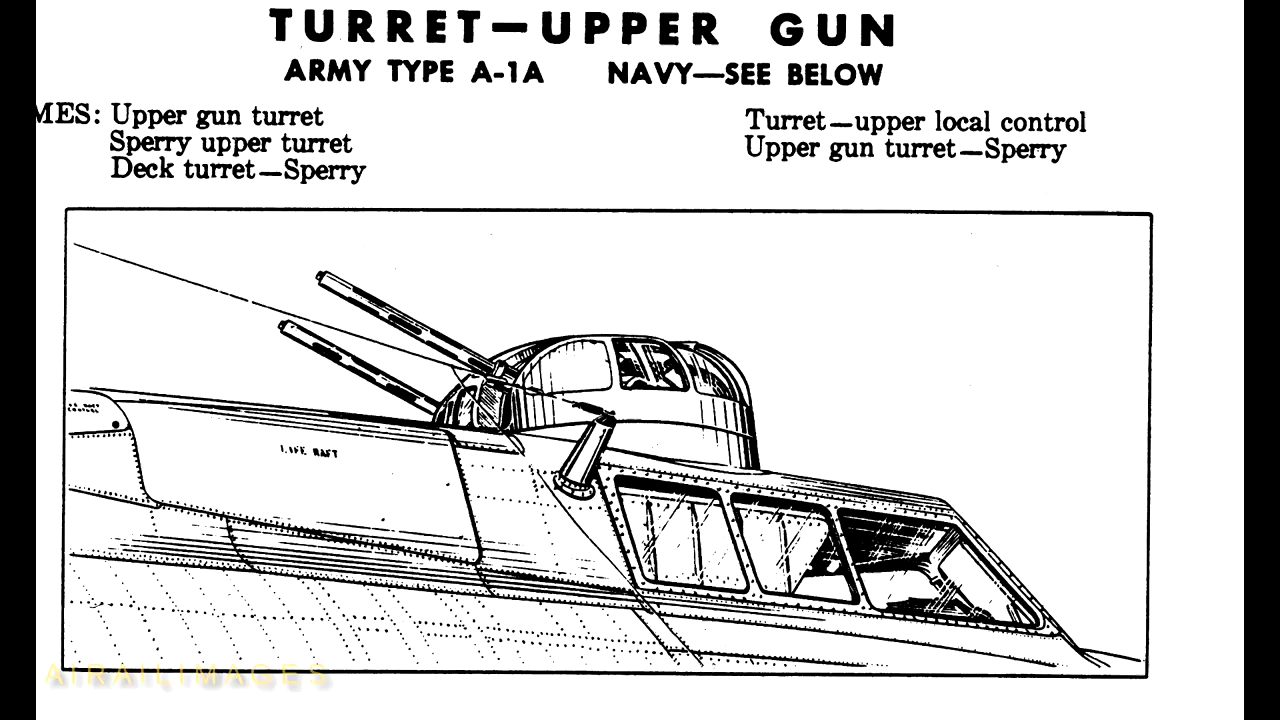 TURRET—UPPER GUN
ARMY TYPE A-1A NAVY—SEE BELOW
MES: Upper gun turret
Sperry upper turret
Deck turret—Sperry
Turret—upper local control
Upper gun turret—Sperry
LIFE RAFT
AIRAILIMAGES